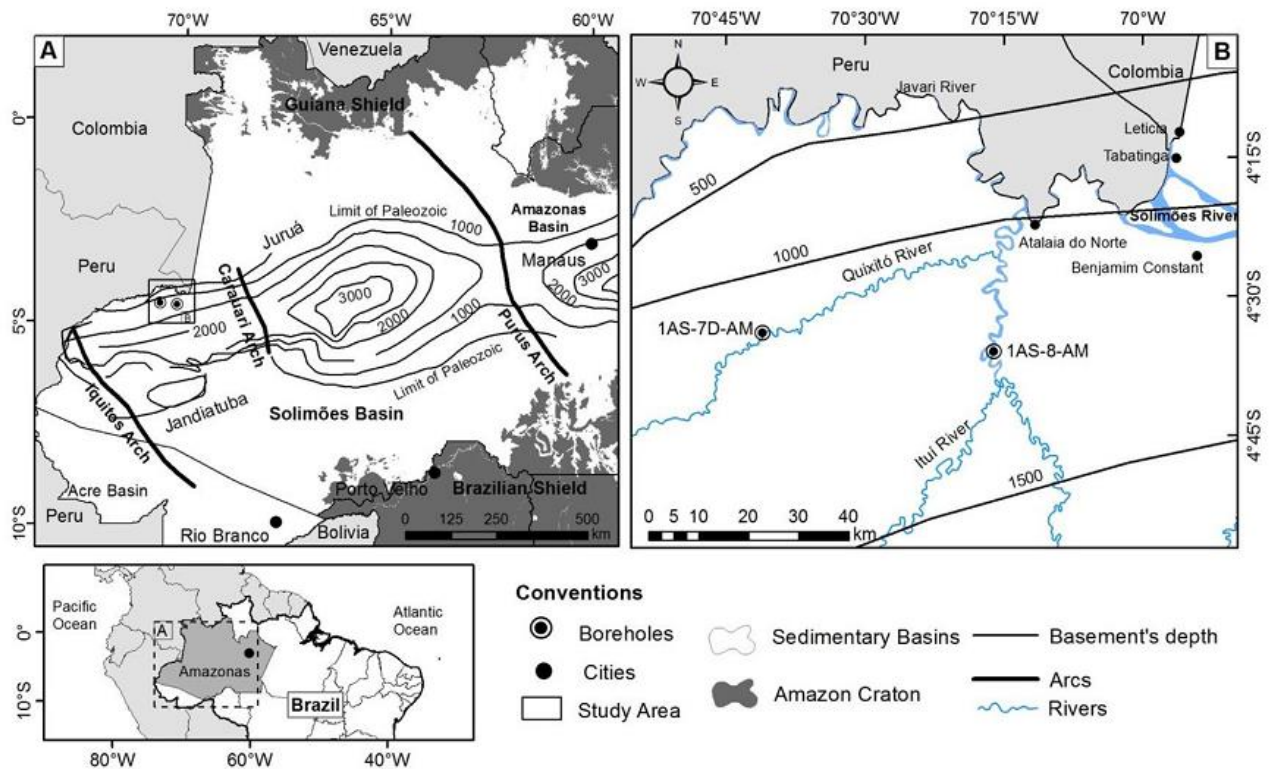 70°W 65°W 60°W
A
Venezuela
Guiana Shield
Colombia
0°
Limit of Paleozoic
1000
Amazonas
Basin
Juruá
Manaus
Peru
Carauari Arch
3000
3000
2000
B
2000
2000
1000
5°S
Purus Arch
Limit of Paleozoic
Iquitos Arch
Jandiatuba
Solimões Basin
Acre Basin
Porto Velho
Brazilian Shield
Peru
0 125 250 500
km
10°S
Rio Branco
Bolivia
70°45'W 70°30'W 70°15'W 70°W
B
N
W E
S
Peru
Colombia
Javari River
Leticia
Tabatinga
4°15'S
500
Solimões River
1000
Atalaia do Norte
Quixitó River
Benjamim Constant
4°30'S
1AS-7D-AM
1AS-8-AM
Ituí River
4°45'S
1500
0 5 10 20 30 40
km
Pacific
Ocean
Atlantic
Ocean
A
0°
Amazonas
10°S
Brazil
80°W 60°W 40°W
Conventions
Boreholes
Cities
Study Area
Sedimentary Basins
Amazon Craton
Basement's depth
Arcs
Rivers